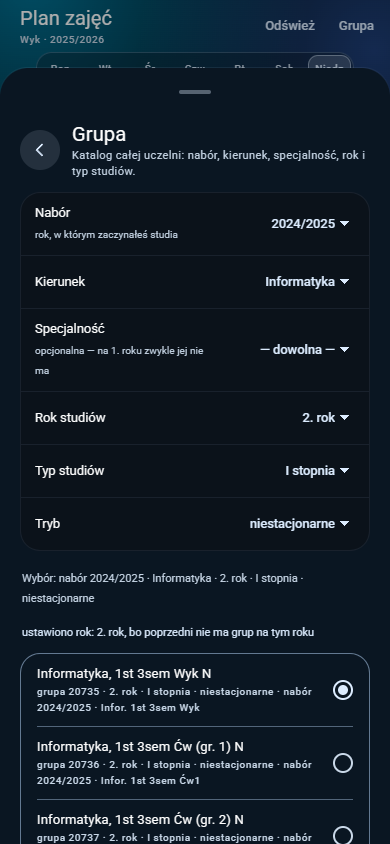 Plan zajęć
Odśwież
Grupa
Wyk · 2025/2026
Grupa
Katalog całej uczelni: nabór, kierunek, specjalność, rok i
typ studiów.
Nabór
rok, w którym zaczynałeś studia
2024/2025
Kierunek
Informatyka
Specjalność
opcjonalna — na 1. roku zwykle jej nie
ma
— dowolna —
Rok studiów
2. rok
Typ studiów
I stopnia
Tryb
niestacjonarne
Wybór: nabór 2024/2025 · Informatyka · 2. rok · I stopnia ·
niestacjonarne
ustawiono rok: 2. rok, bo poprzedni nie ma grup na tym roku
Informatyka, 1st 3sem Wyk N
grupa 20735 · 2. rok · I stopnia · niestacjonarne · nabór
2024/2025 · Infor. 1st 3sem Wyk
Informatyka, 1st 3sem Ćw (gr. 1) N
grupa 20736 · 2. rok · I stopnia · niestacjonarne · nabór
2024/2025 · Infor. 1st 3sem Ćw1
Informatyka, 1st 3sem Ćw (gr. 2) N
grupa 20737 · 2. rok · I stopnia · niestacjonarne · nabór